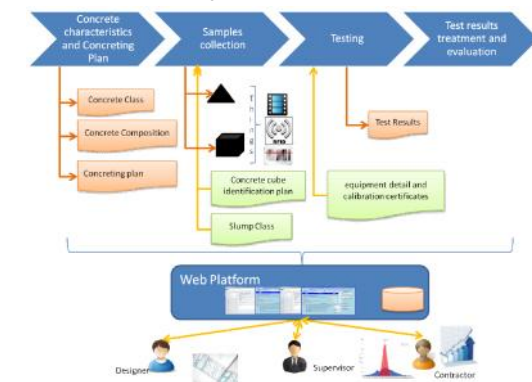 Concrete
characteristics
and Concreting
Plan
Samples
collection
Testing
Test results
treatment and
evaluation
Concrete Class
Concrete Composition
Concreting plan
things
Test Results
Concrete cube
identification plan
Slump Class
equipment detail and
calibration certificates
Web Platform
Designer
Supervisor
Contractor